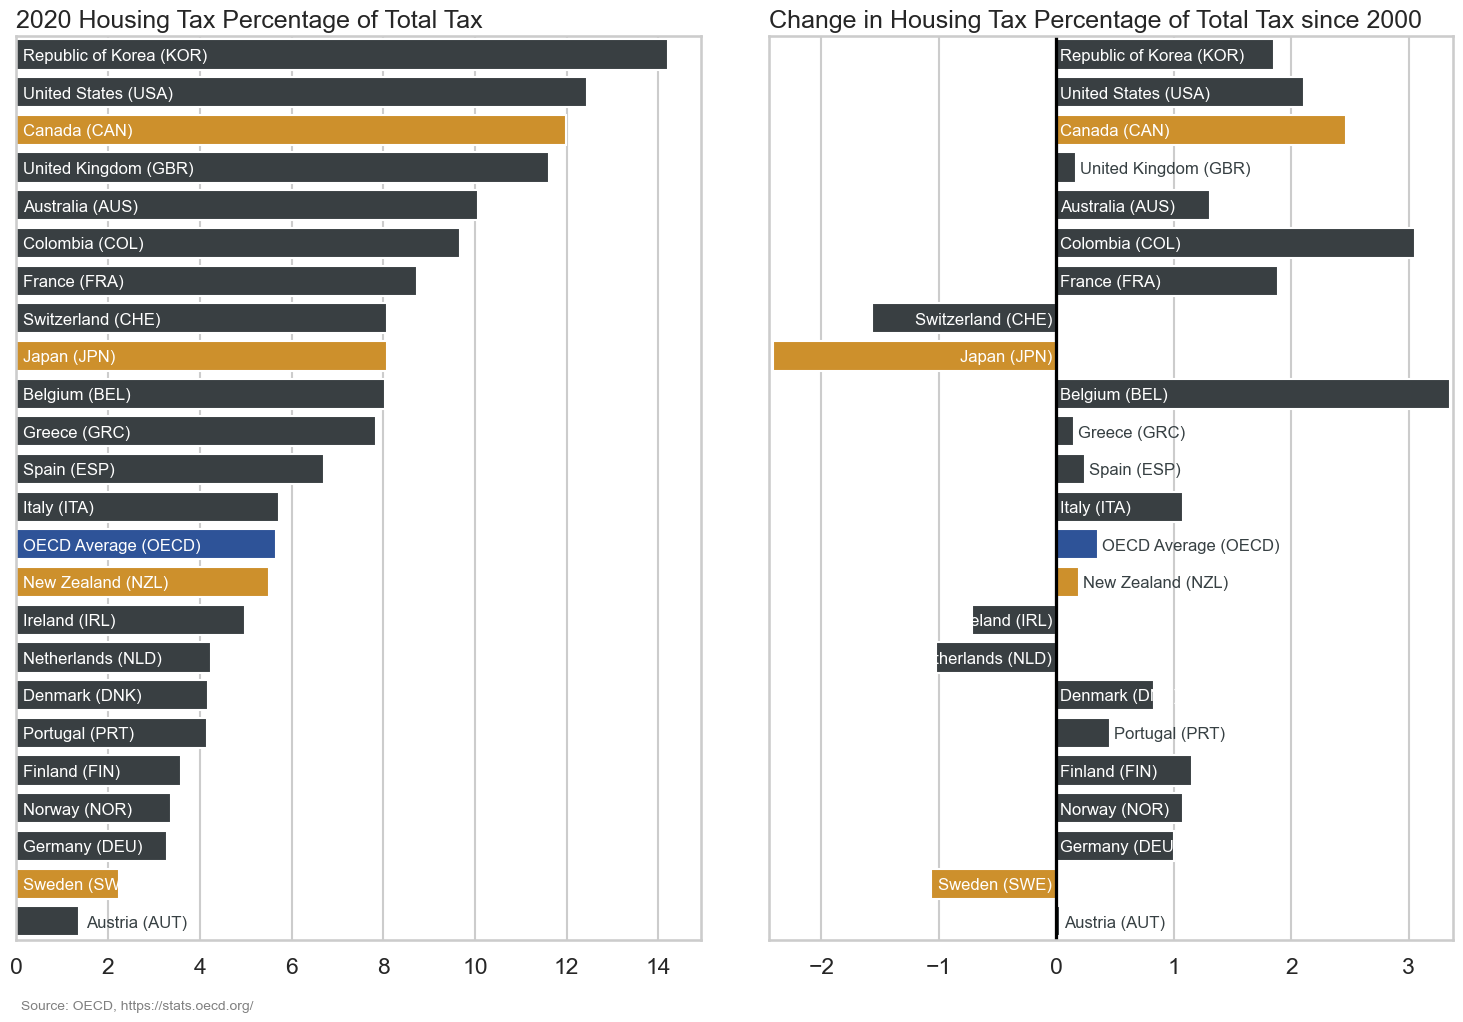 2020 Housing Tax Percentage of Total Tax
Republic of Korea (KOR)
United States (USA)
Canada (CAN)
United Kingdom (GBR)
Australia (AUS)
Colombia (COL)
France (FRA)
Switzerland (CHE)
Japan (JPN)
Belgium (BEL)
Greece (GRC)
Spain (ESP)
Italy (ITA)
OECD Average (OECD)
New Zealand (NZL)
Ireland (IRL)
Netherlands (NLD)
Denmark (DNK)
Portugal (PRT)
Finland (FIN)
Norway (NOR)
Germany (DEU)
Sweden (SW
Austria (AUT)
0 2 4 6 8 10 12 14
Change in Housing Tax Percentage of Total Tax since 2000
Republic of Korea (KOR)
United States (USA)
Canada (CAN)
United Kingdom (GBR)
Australia (AUS)
Colombia (COL)
France (FRA)
Switzerland (CHE)
Japan (JPN)
Belgium (BEL)
Greece (GRC)
Spain (ESP)
Italy (ITA)
OECD Average (OECD)
New Zealand (NZL)
eland (IRL)
therlands (NLD)
Denmark (DN
Portugal (PRT)
Finland (FIN)
Norway (NOR)
Germany (DEU
Sweden (SWE)
Austria (AUT)
−2 −1 0 1 2 3
Source: OECD, https://stats.oecd.org/